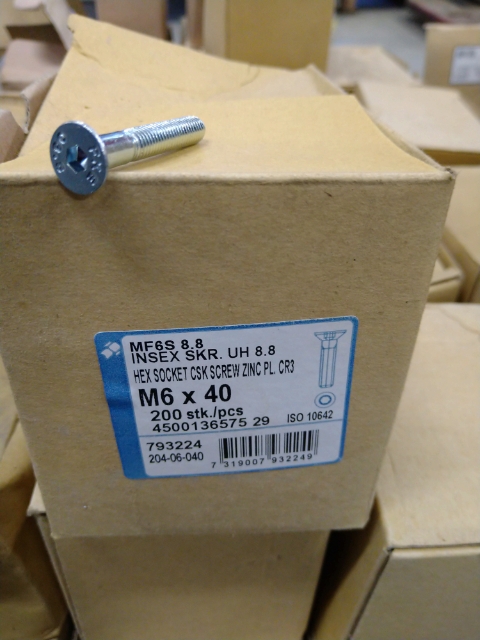 MF6S 8.8
INSEX SKR. UH 8.8
HEX SOCKET CSK SCREW ZINC PL. CR3
M6 x 40
200 stk./pcs
4500136575 29
ISO 10642
793224
204-06-040
7 319007 932249